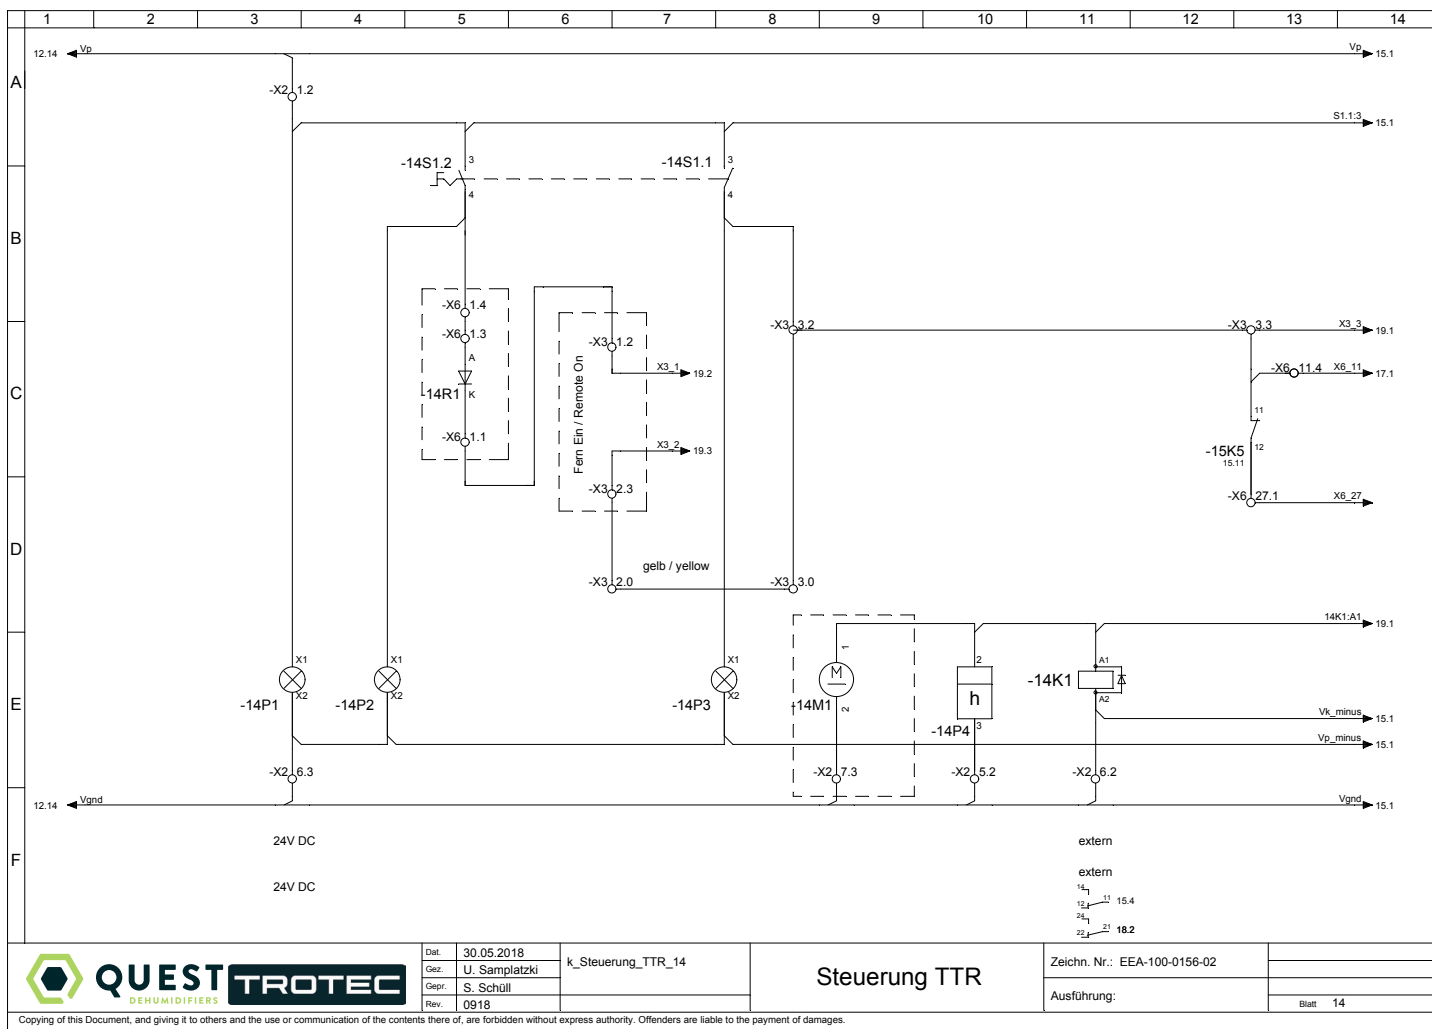 1 2 3 4 5 6 7 8 9 10 11 12 13 14
A
B
C
D
E
F
12.14 Vp
Vp 15.1
-X2 1.2
S1.1:3 15.1
-14S1.2 3
4
-14S1.1 3
4
-X6 1.4
-X6 1.3
A
-14R1 K
-X6 1.1
-X3 1.2
Fern Ein / Remote On
X3_1 19.2
X3_2 19.3
-X3 2.3
gelb / yellow
-X3 2.0
-X3 3.0
-X3 3.2
-X3 3.3
X3_3 19.1
-X6 11.4 X6_11 17.1
11
-15K5 12
15.11
-X6 27.1
X6_27
14K1:A1 19.1
X1
X2
-14P1
X1
X2
-14P2
X1
X2
-14P3
1
M
2
-14M1
2
h
3
-14P4
A1
-14K1
A2
Vk_minus 15.1
Vp_minus 15.1
-X2 6.3
-X2 7.3
-X2 5.2
-X2 6.2
12.14 Vgnd
Vgnd 15.1
24V DC
24V DC
extern
extern
14
12 11 15.4
24
22 21 18.2
QUEST
DEHUMIDIFIERS
TROTEC
Dat. 30.05.2018
Gez. U. Samplatzki
Gepr. S. Schüll
Rev. 0918
k_Steuerung_TTR_14
Steuerung TTR
Zeichn. Nr.: EEA-100-0156-02
Ausführung:
Blatt 14
Copying of this Document, and giving it to others and the use or communication of the contents there of, are forbidden without express authority. Offenders are liable to the payment of damages.